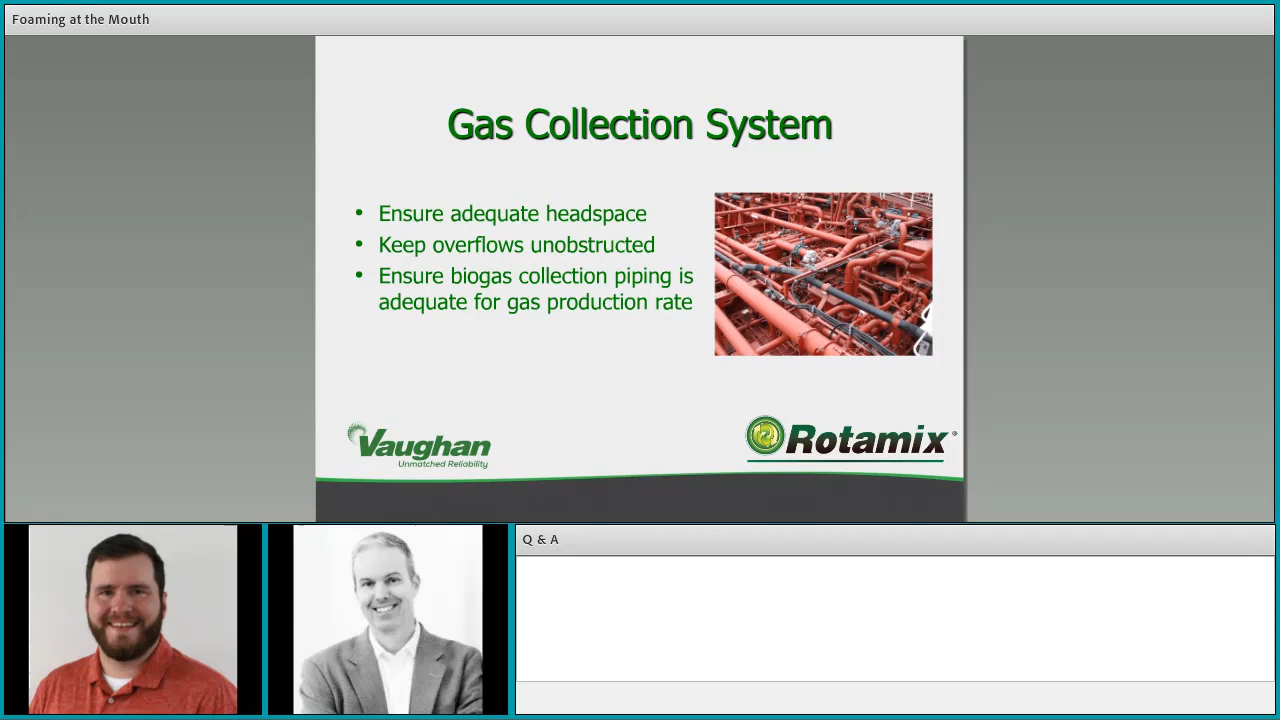 Foaming at the Mouth
Gas Collection System
• Ensure adequate headspace
• Keep overflows unobstructed
• Ensure biogas collection piping is
adequate for gas production rate
Vaughan
Unmatched Reliability
Rotamix®
Q & A